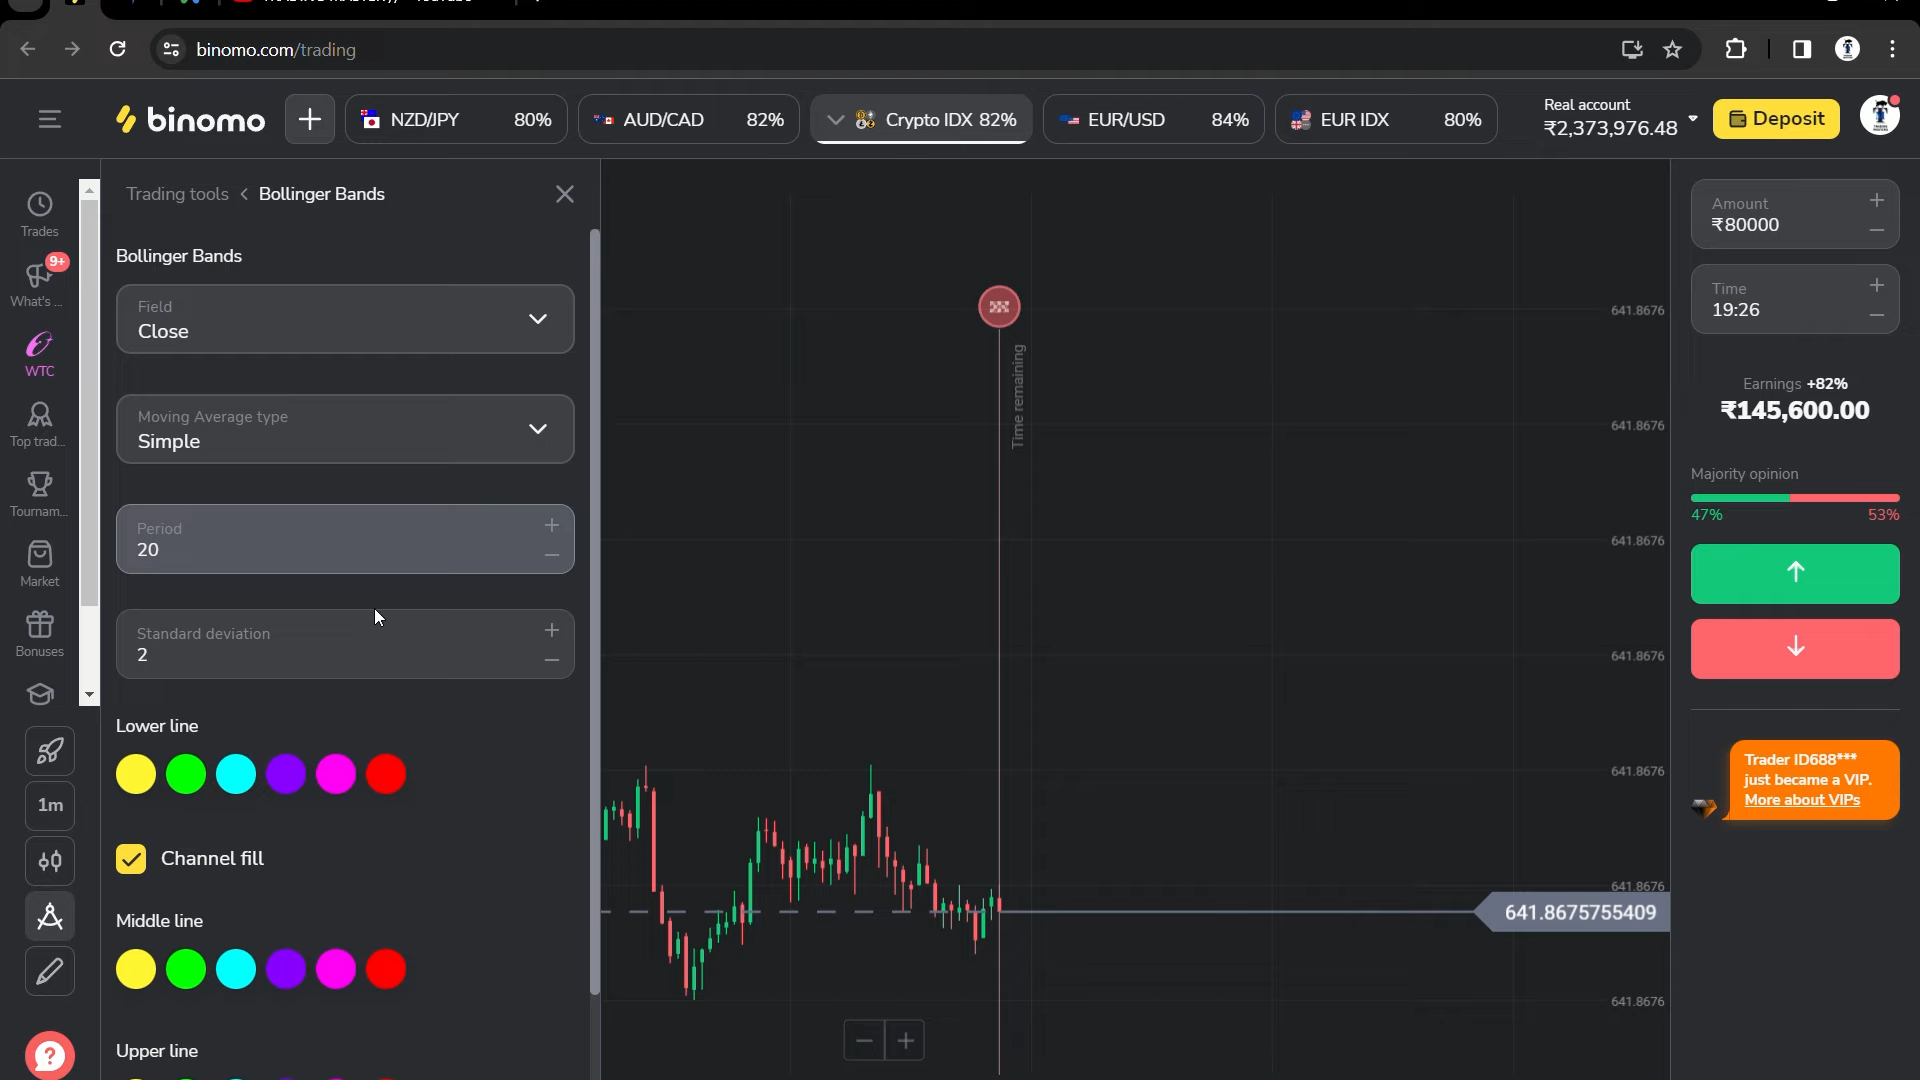 binomo.com/trading
binomo
NZD/JPY 80%
AUD/CAD 82%
Crypto IDX 82%
EUR/USD 84%
EUR IDX 80%
Real account
₹2,373,976.48
Deposit
Trades
9+
What's ...
WTC
Top trad...
Tournam...
Market
Bonuses
1m
Trading tools < Bollinger Bands
Bollinger Bands
Field
Close
Moving Average type
Simple
Period
20
Standard deviation
2
Lower line
Channel fill
Middle line
Upper line
Time remaining
641.8676
641.8676
641.8676
641.8676
641.8676
641.8676
641.8675755409
641.8676
Amount
₹80000
Time
19:26
Earnings +82%
₹145,600.00
Majority opinion
47% 53%
Trader ID688***
just became a VIP.
More about VIPs